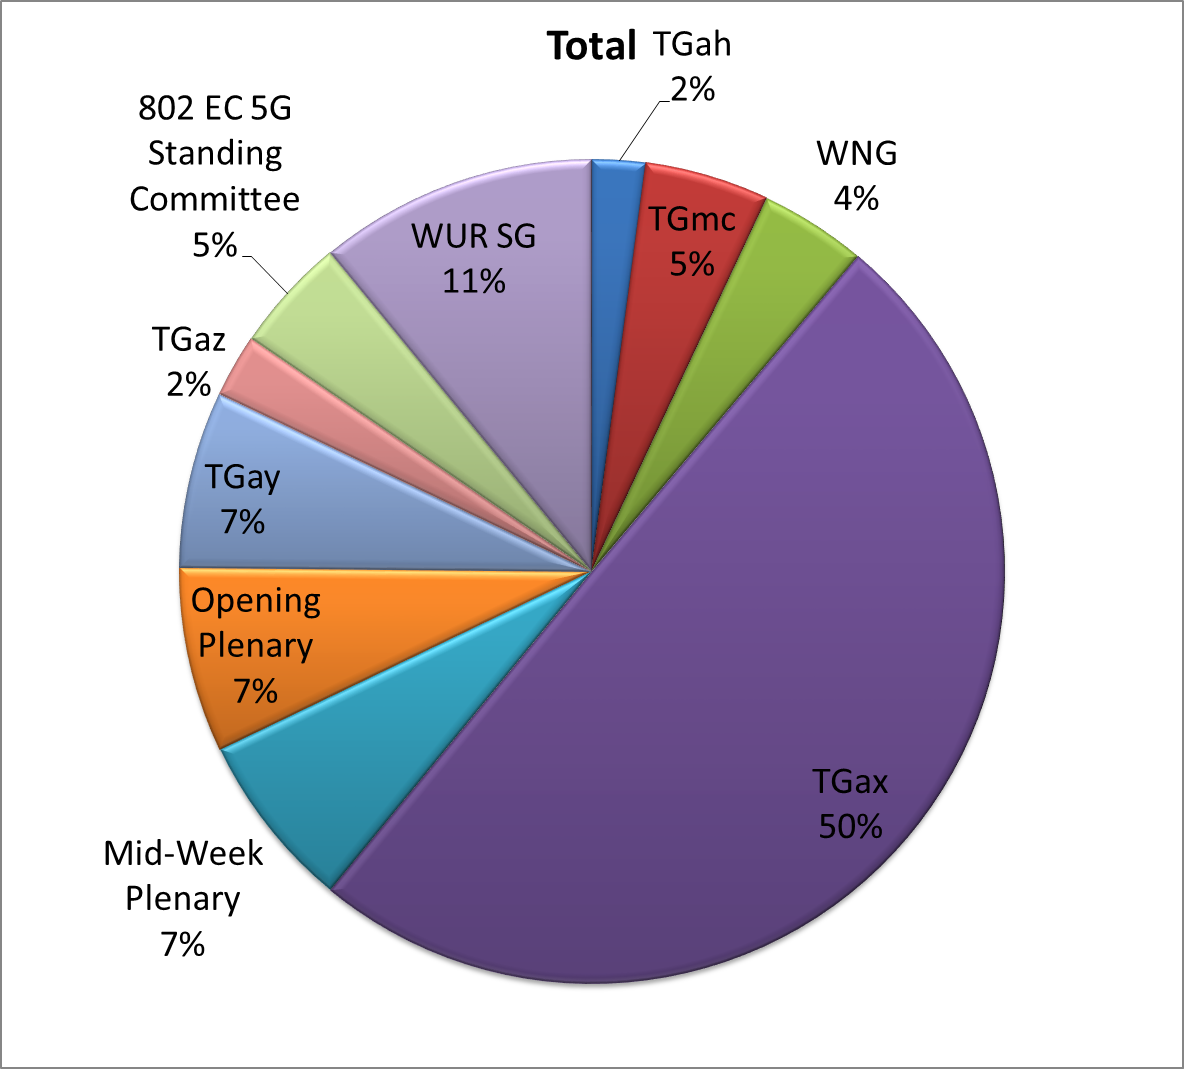 Total
TGah
2%
WNG
4%
TGmc
5%
TGax
50%
Mid-Week
Plenary
7%
Opening
Plenary
7%
TGay
7%
TGaz
2%
802 EC 5G
Standing
Committee
5%
WUR SG
11%